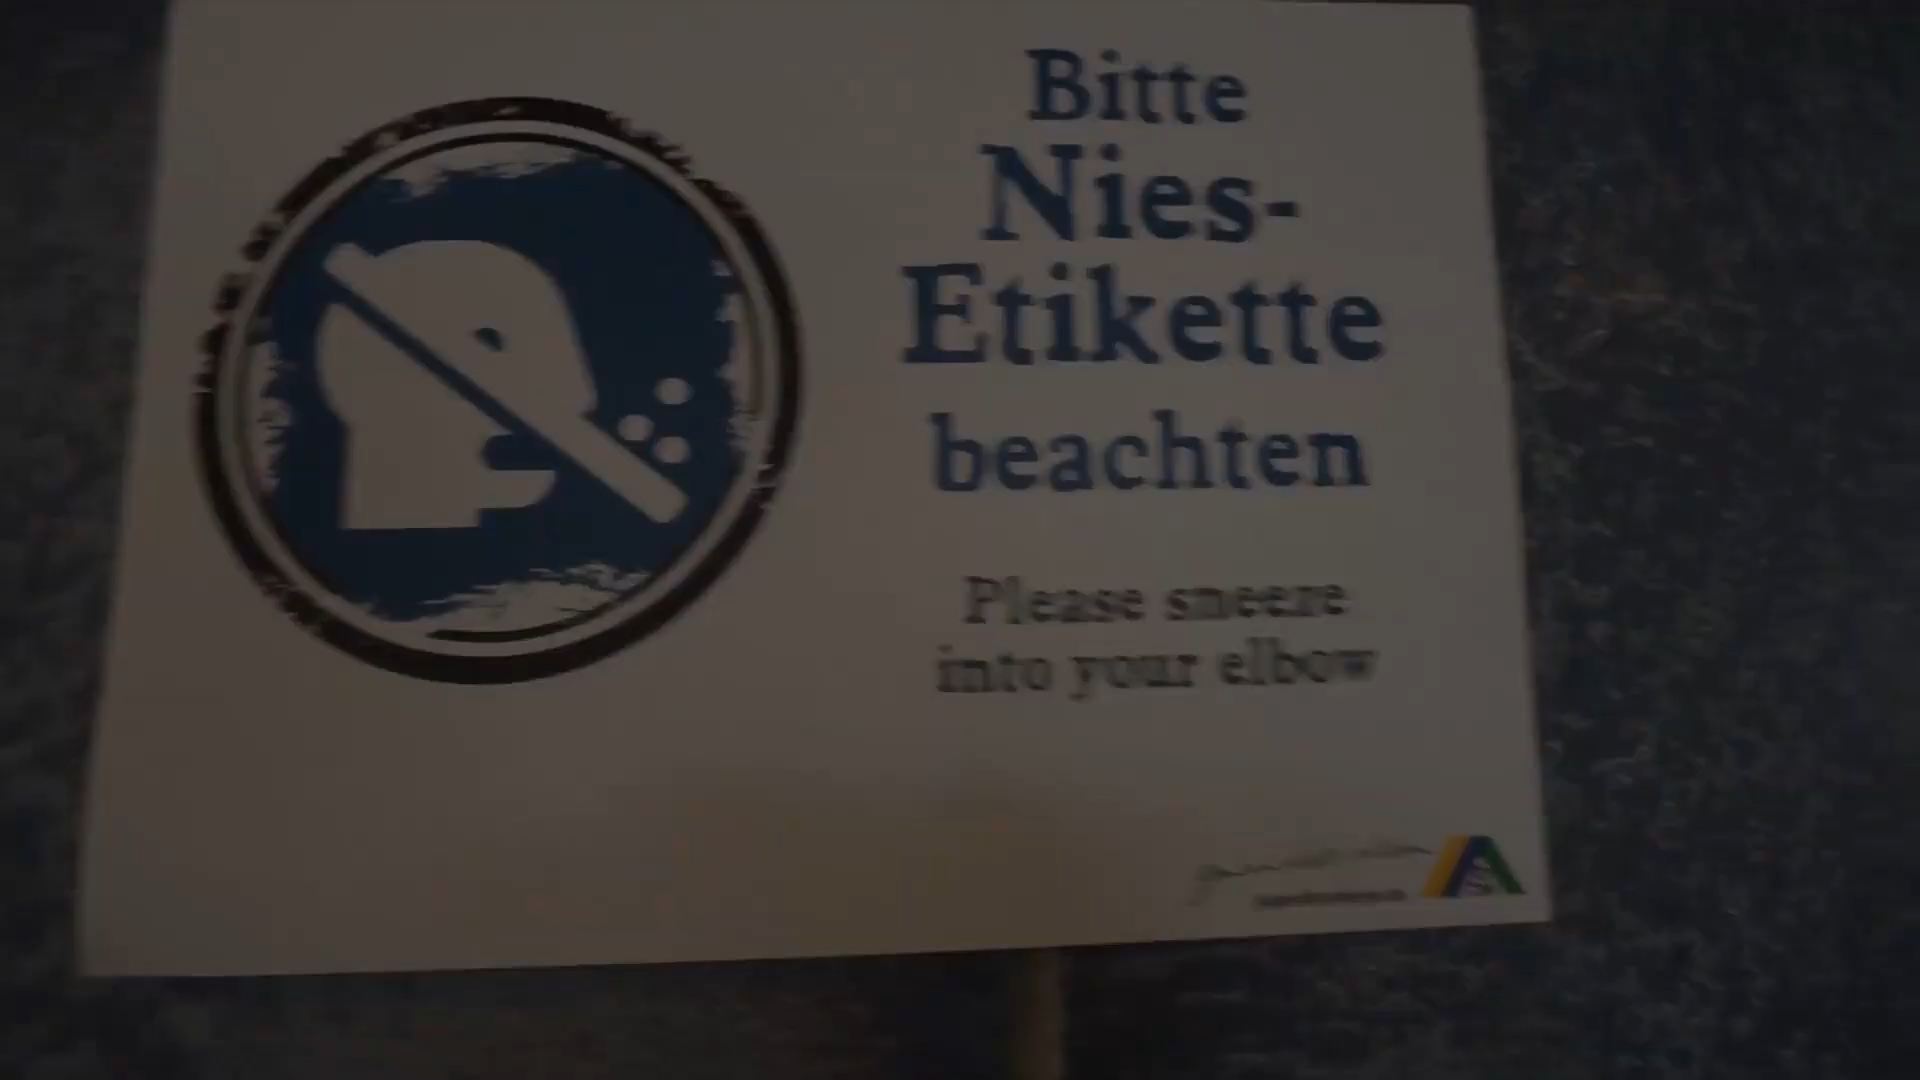 Bitte
Nies-
Etikette
beachten
Please sneeze
into your elbow